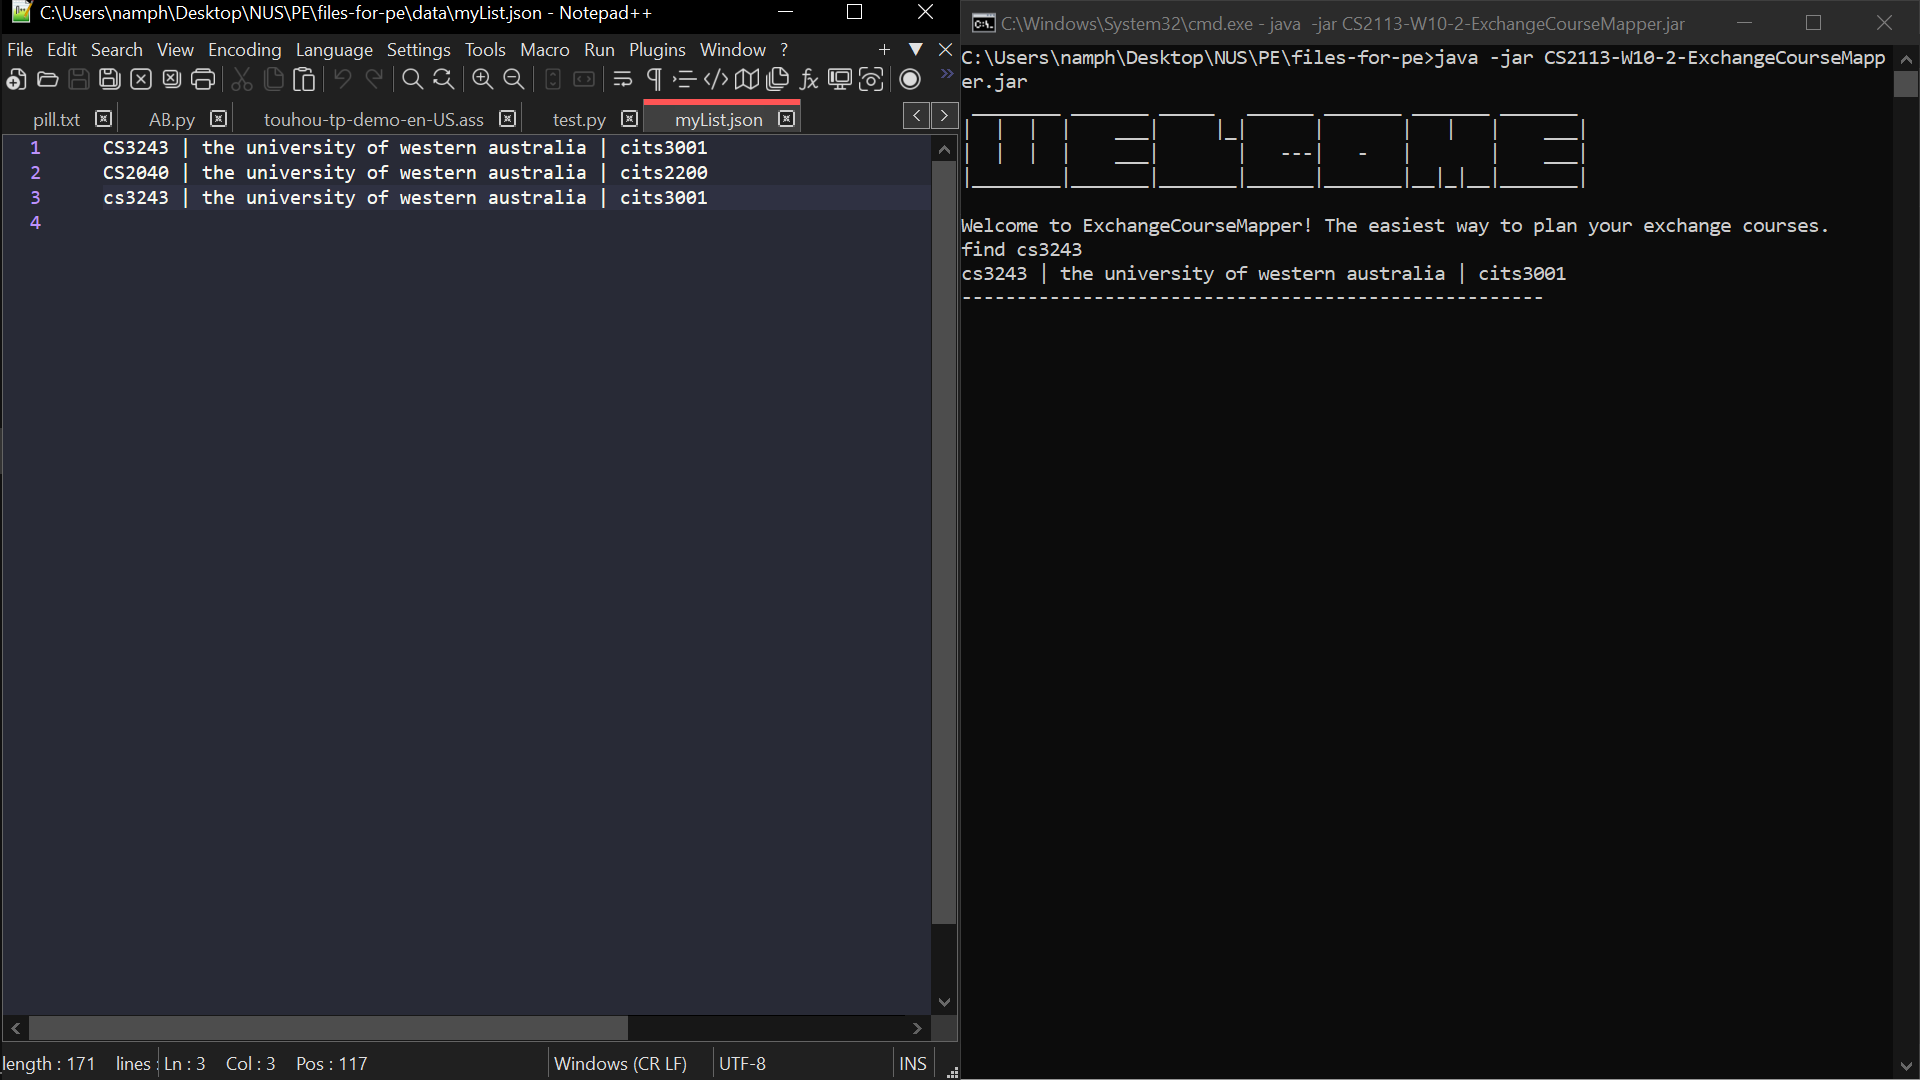 C:\Users\namph\Desktop\NUS\PE\files-for-pe\data\myList.json - Notepad++
File Edit Search View Encoding Language Settings Tools Macro Run Plugins Window ?
pill.txt AB.py touhou-tp-demo-en-US.ass test.py myList.json
1 CS3243 | the university of western australia | cits3001
2 CS2040 | the university of western australia | cits2200
3 cs3243 | the university of western australia | cits3001
4
length : 171 lines : Ln : 3 Col : 3 Pos : 117 Windows (CR LF) UTF-8 INS
C:\Windows\System32\cmd.exe - java -jar CS2113-W10-2-ExchangeCourseMapper.jar
C:\Users\namph\Desktop\NUS\PE\files-for-pe>java -jar CS2113-W10-2-ExchangeCourseMapp
er.jar
WELCOME
Welcome to ExchangeCourseMapper! The easiest way to plan your exchange courses.
find cs3243
cs3243 | the university of western australia | cits3001
-----------------------------------------------------